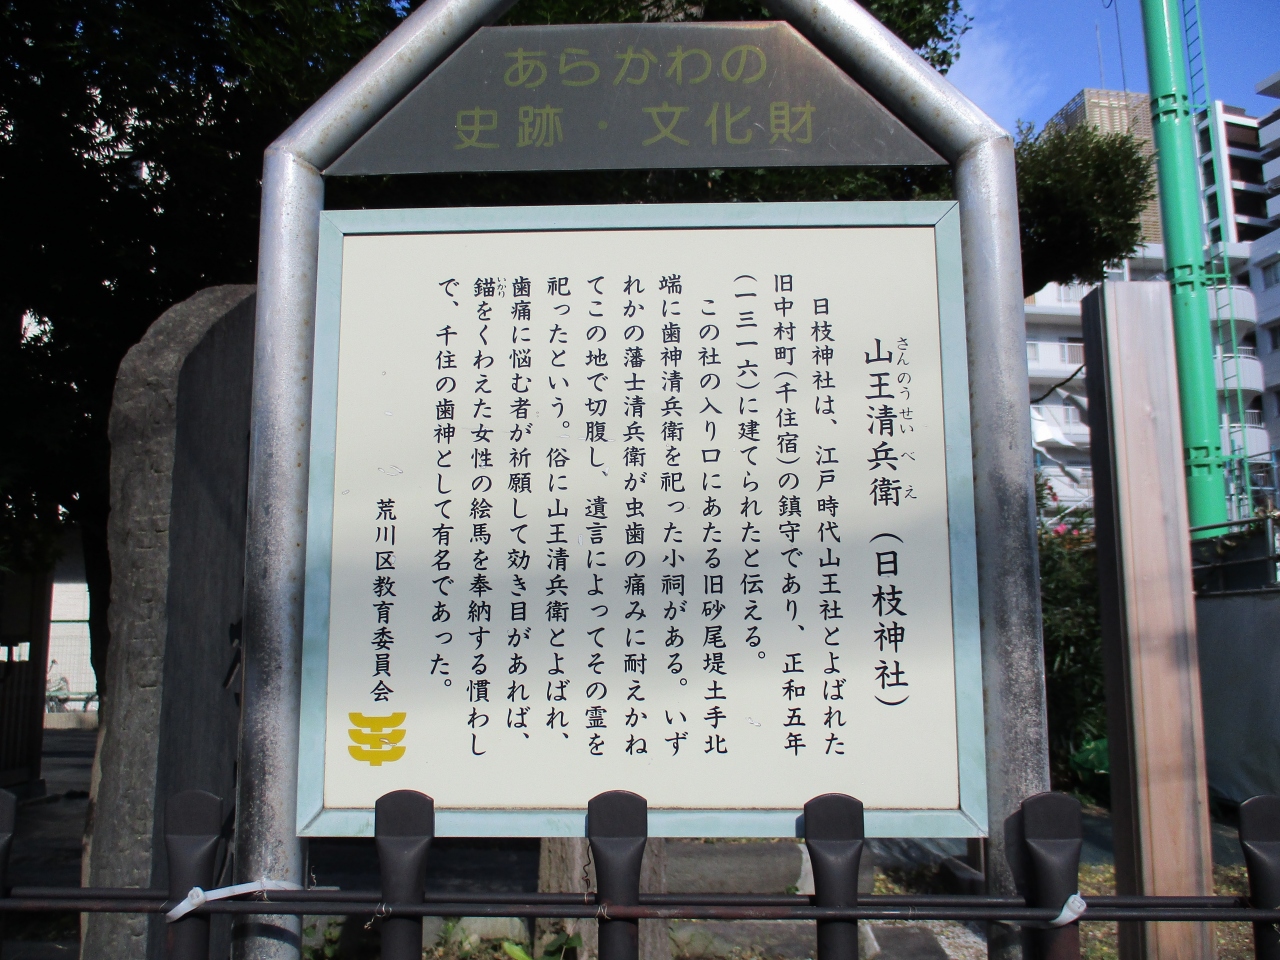 あらかわの
史跡・文化財
山王清兵衛（日枝神社）
さんのうせいべえ
日枝神社は、江戸時代山王社とよばれた
旧中村町（千住宿）の鎮守であり、正和五年
（一三一六）に建てられたと伝える。
この社の入り口にあたる旧砂尾堤土手北
端に歯神清兵衛を祀った小祠がある。いず
れかの藩士清兵衛が虫歯の痛みに耐えかね
てこの地で切腹し、遺言によってその霊を
祀ったという。俗に山王清兵衛とよばれ、
歯痛に悩む者が祈願して効き目があれば、
錨をくわえた女性の絵馬を奉納する慣わし
いかり
で、千住の歯神として有名であった。
荒川区教育委員会